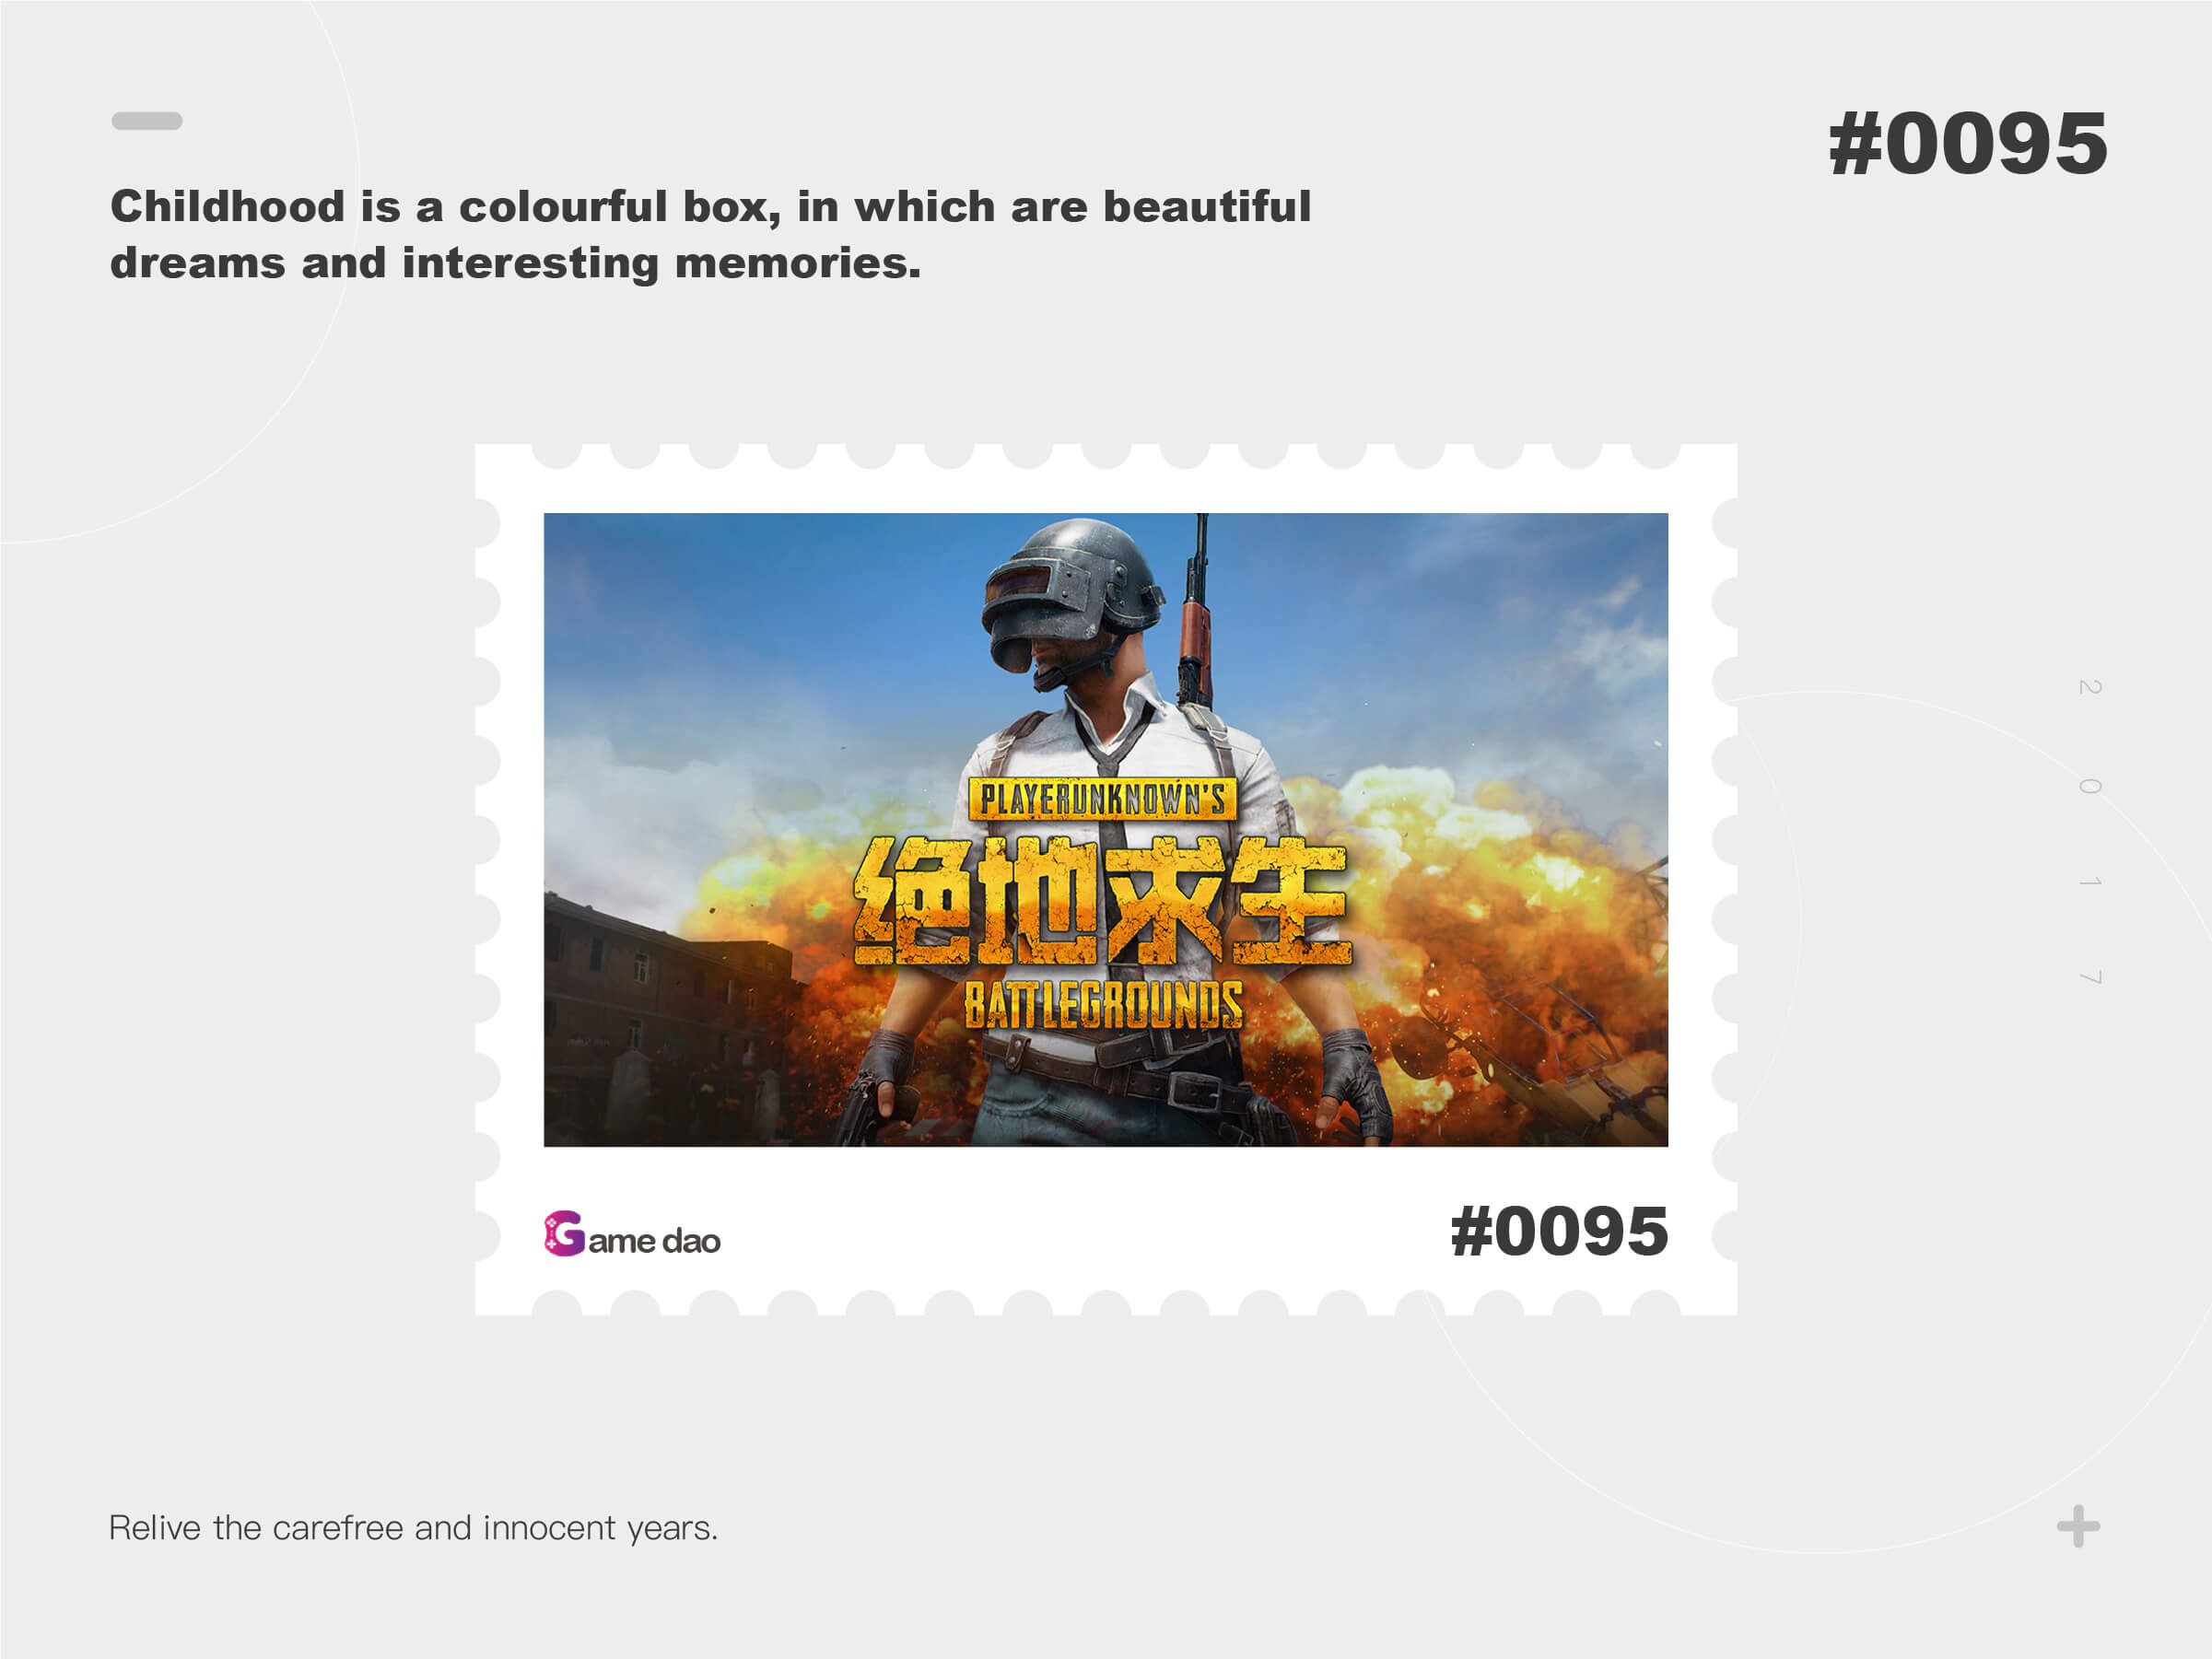 #0095
Childhood is a colourful box, in which are beautiful
dreams and interesting memories.
PLAYERUNKNOWN'S
绝地求生
BATTLEGROUNDS
Game dao
#0095
2017
Relive the carefree and innocent years.